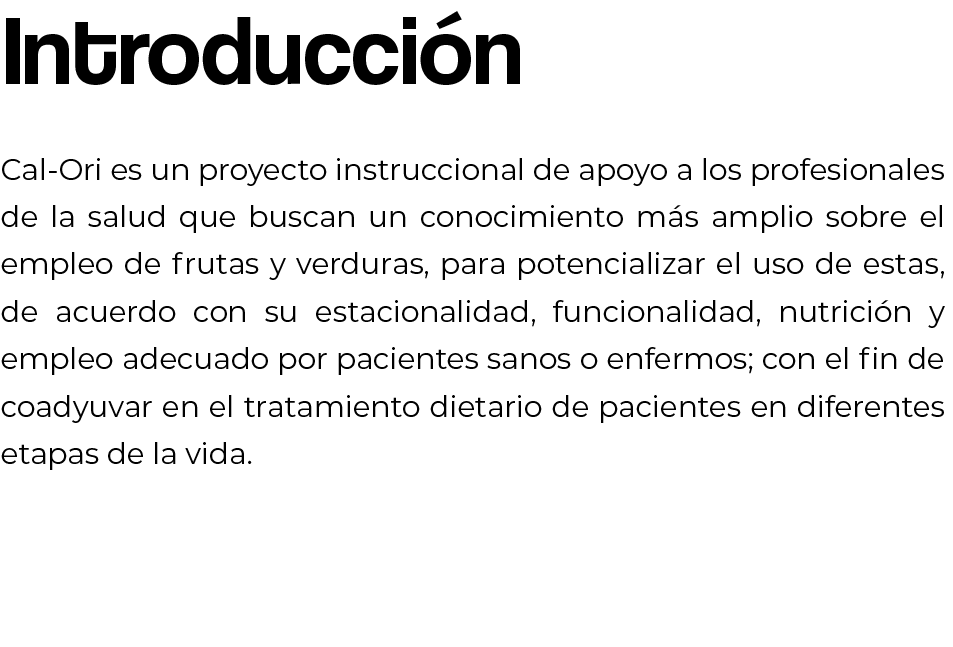 Introducción
Cal-Ori es un proyecto instruccional de apoyo a los profesionales
de la salud que buscan un conocimiento más amplio sobre el
empleo de frutas y verduras, para potencializar el uso de estas,
de acuerdo con su estacionalidad, funcionalidad, nutrición y
empleo adecuado por pacientes sanos o enfermos; con el fin de
coadyuvar en el tratamiento dietario de pacientes en diferentes
etapas de la vida.